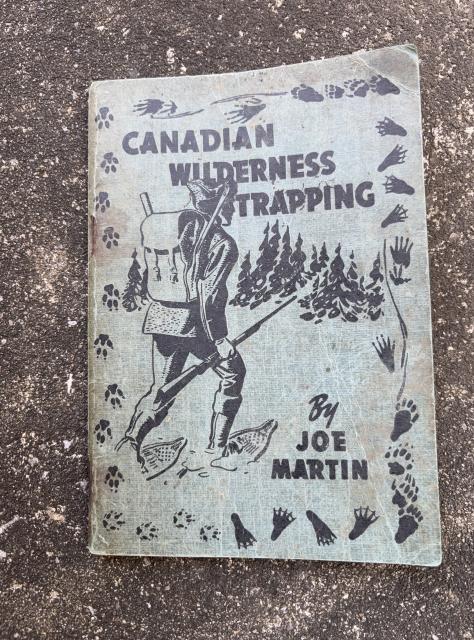 CANADIAN
WILDERNESS
TRAPPING
By
JOE
MARTIN